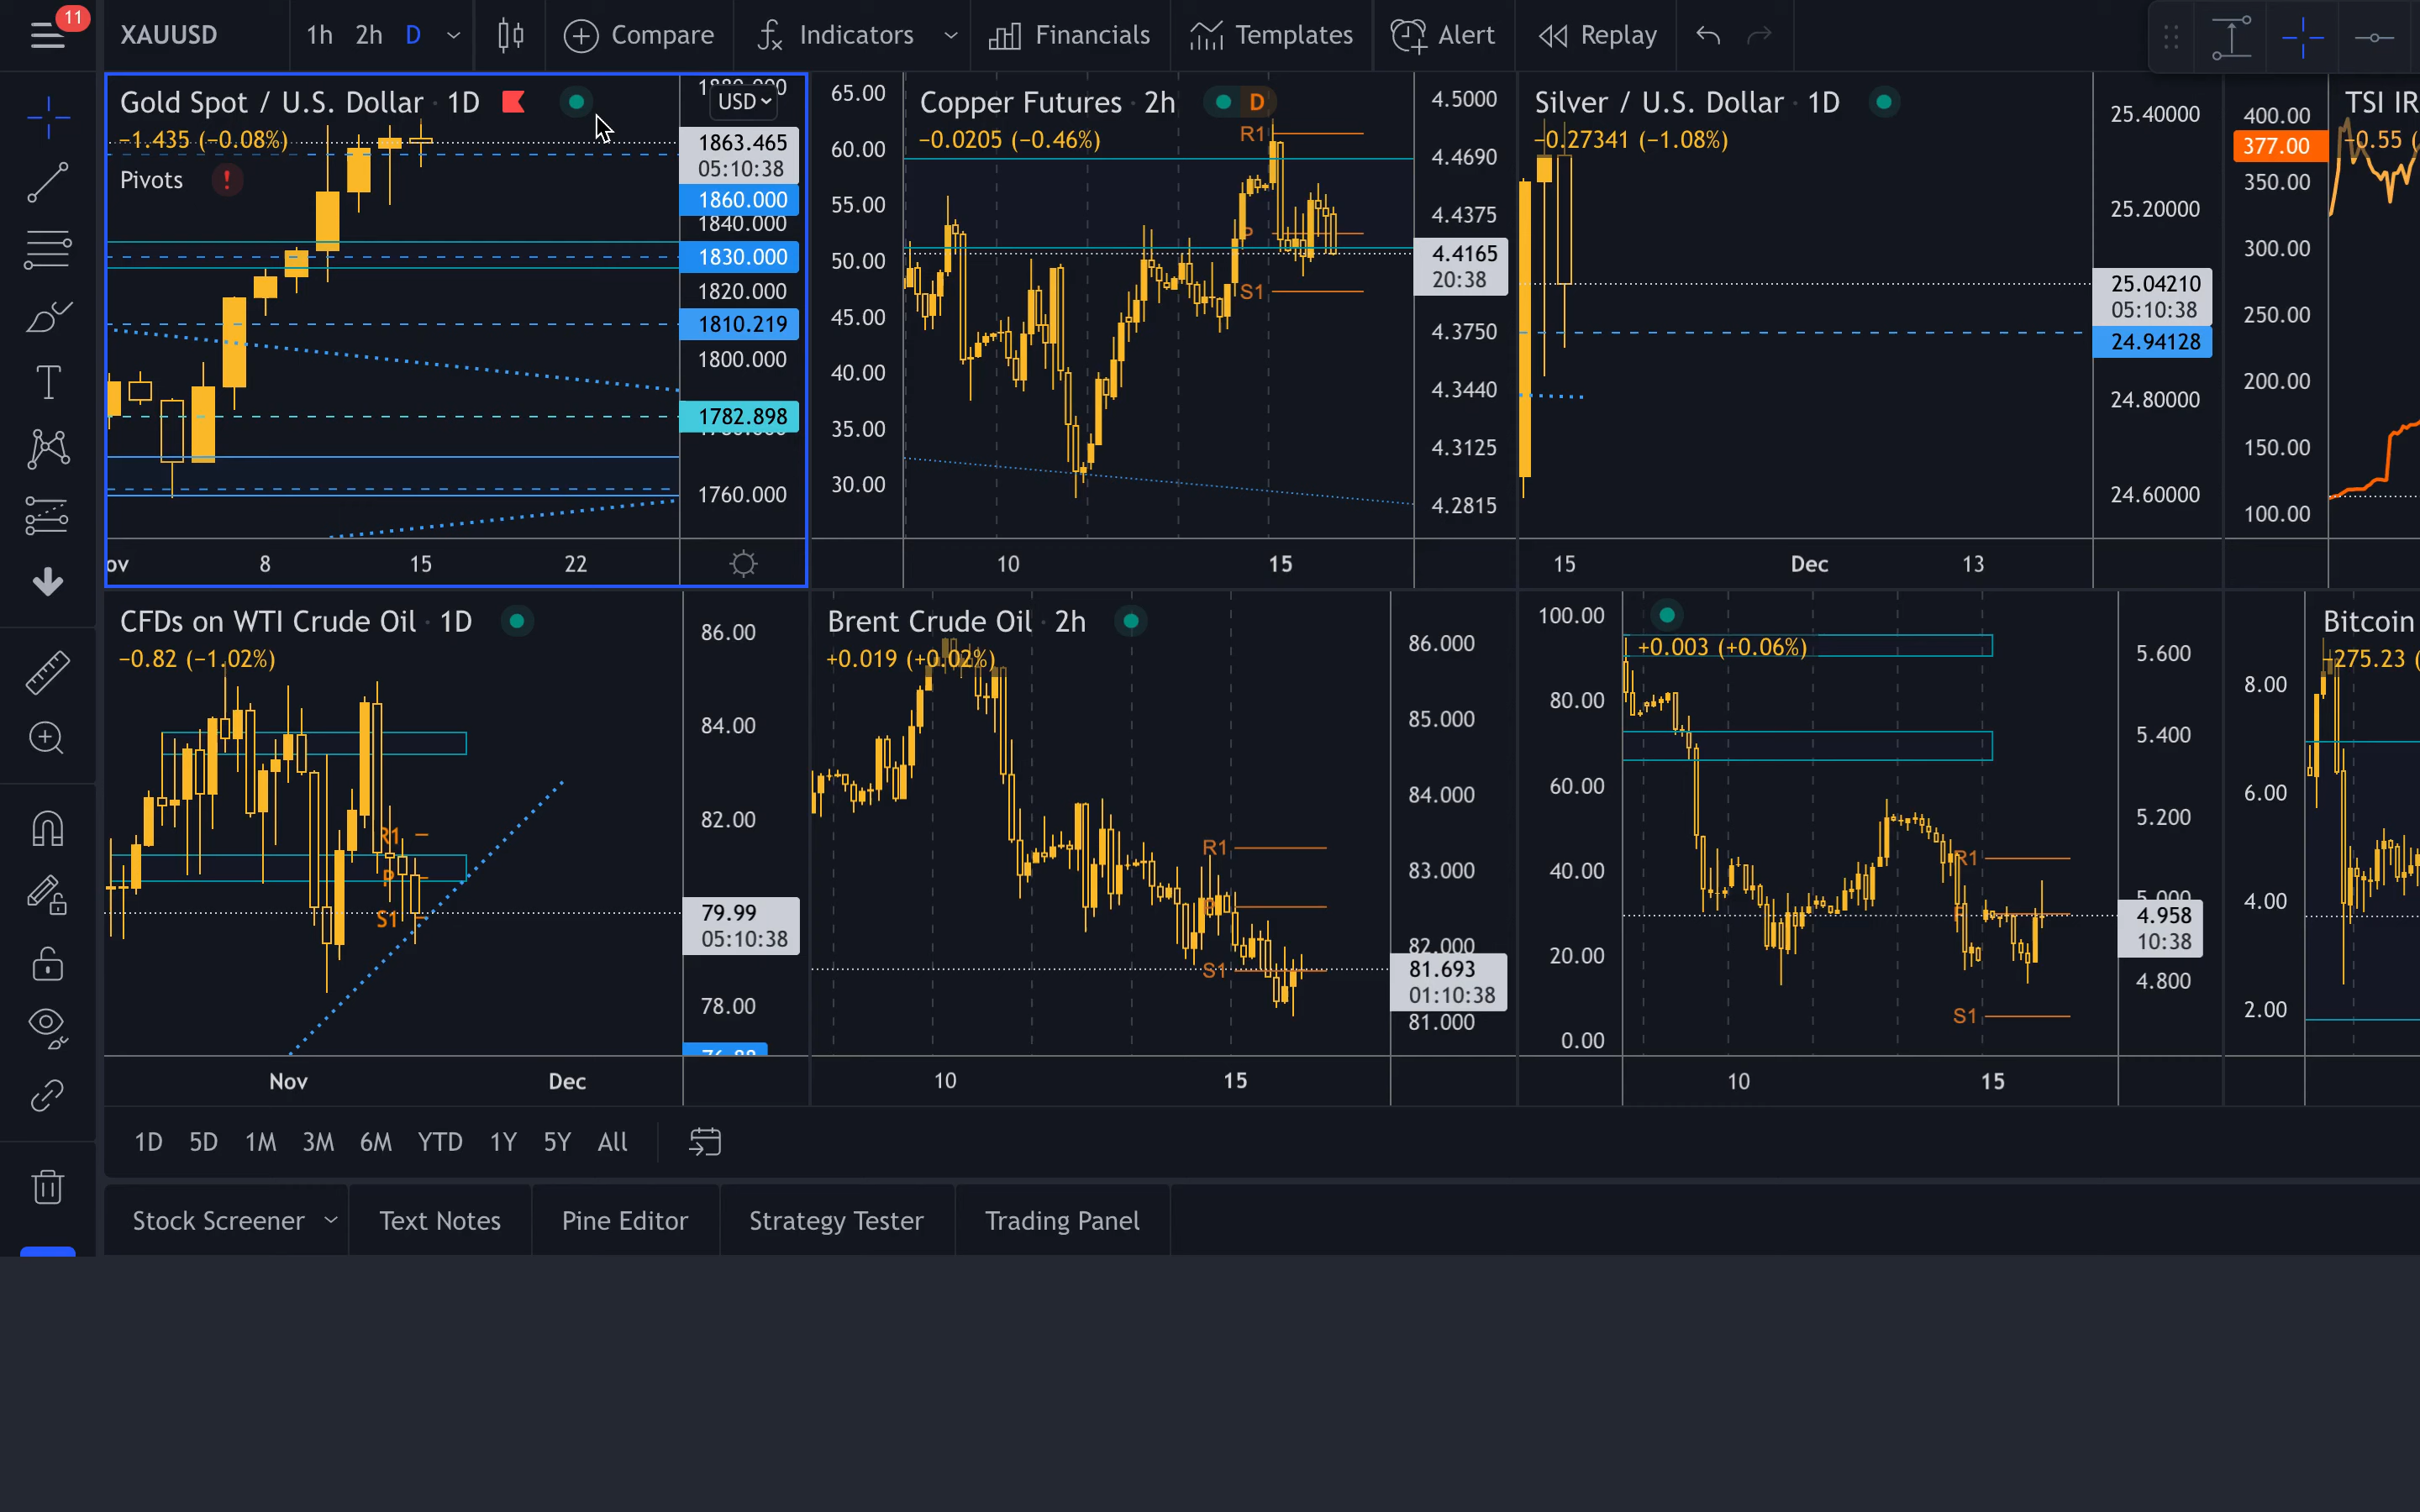 11
XAUUSD
1h 2h D
Compare
Indicators
Financials
Templates
Alert
Replay
Gold Spot / U.S. Dollar · 1D
−1.435 (−0.08%)
Pivots !
USD
1863.465
05:10:38
1860.000
1840.000
1830.000
1820.000
1810.219
1800.000
1782.898
1760.000
8 15 22
65.00
60.00
55.00
50.00
45.00
40.00
35.00
30.00
Copper Futures · 2h D
−0.0205 (−0.46%)
R1
P
S1
4.5000
4.4690
4.4375
4.4165
20:38
4.3750
4.3440
4.3125
4.2815
10 15
Silver / U.S. Dollar · 1D
−0.27341 (−1.08%)
25.40000
25.20000
25.04210
05:10:38
24.94128
24.80000
24.60000
15 Dec 13
400.00
377.00
350.00
300.00
250.00
200.00
150.00
100.00
TSI IR
−0.55 (
CFDs on WTI Crude Oil · 1D
−0.82 (−1.02%)
R1
P
S1
86.00
84.00
82.00
79.99
05:10:38
78.00
Nov Dec
Brent Crude Oil · 2h
+0.019 (+0.02%)
R1
S1
86.000
85.000
84.000
83.000
82.000
81.693
01:10:38
81.000
10 15
100.00
80.00
60.00
40.00
20.00
0.00
+0.003 (+0.06%)
R1
S1
5.600
5.400
5.200
5.000
4.958
10:38
4.800
10 15
8.00
6.00
4.00
2.00
Bitcoin
−275.23 (
1D 5D 1M 3M 6M YTD 1Y 5Y All
Stock Screener
Text Notes
Pine Editor
Strategy Tester
Trading Panel